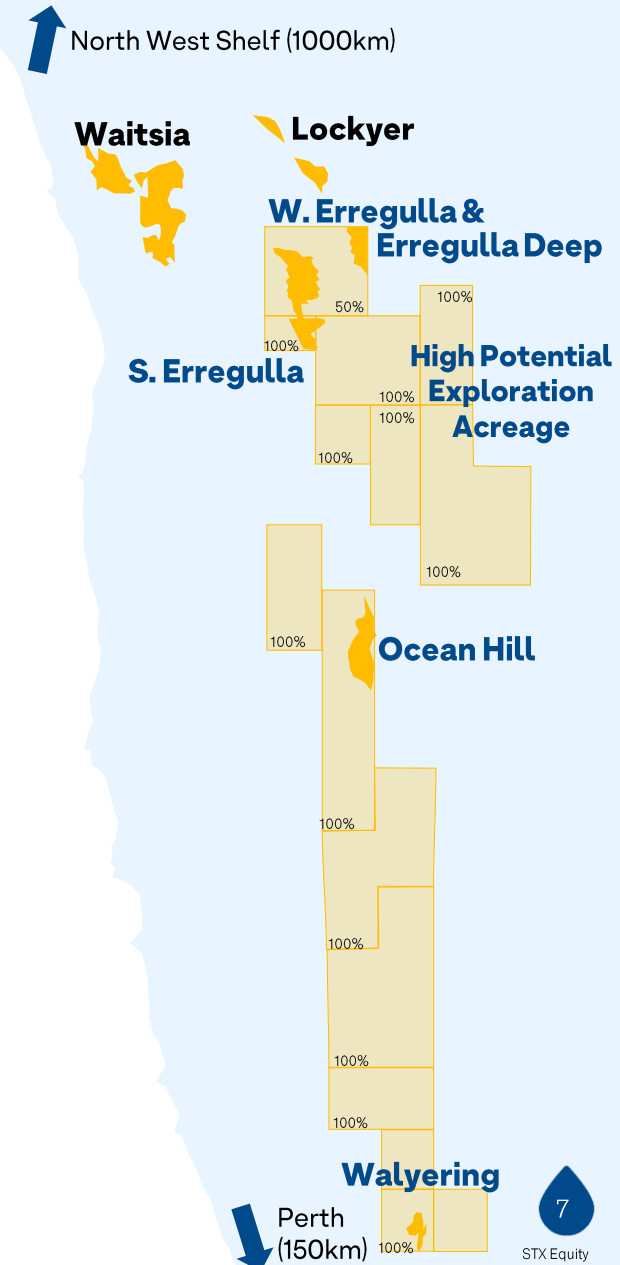 North West Shelf (1000km)
Waitsia
Lockyer
W. Erregulla &
Erregulla Deep
50%
100%
100%
S. Erregulla
High Potential
Exploration
Acreage
100%
100%
100%
100%
100%
Ocean Hill
100%
100%
100%
100%
Walyering
Perth
(150km)
100%
7
STX Equity